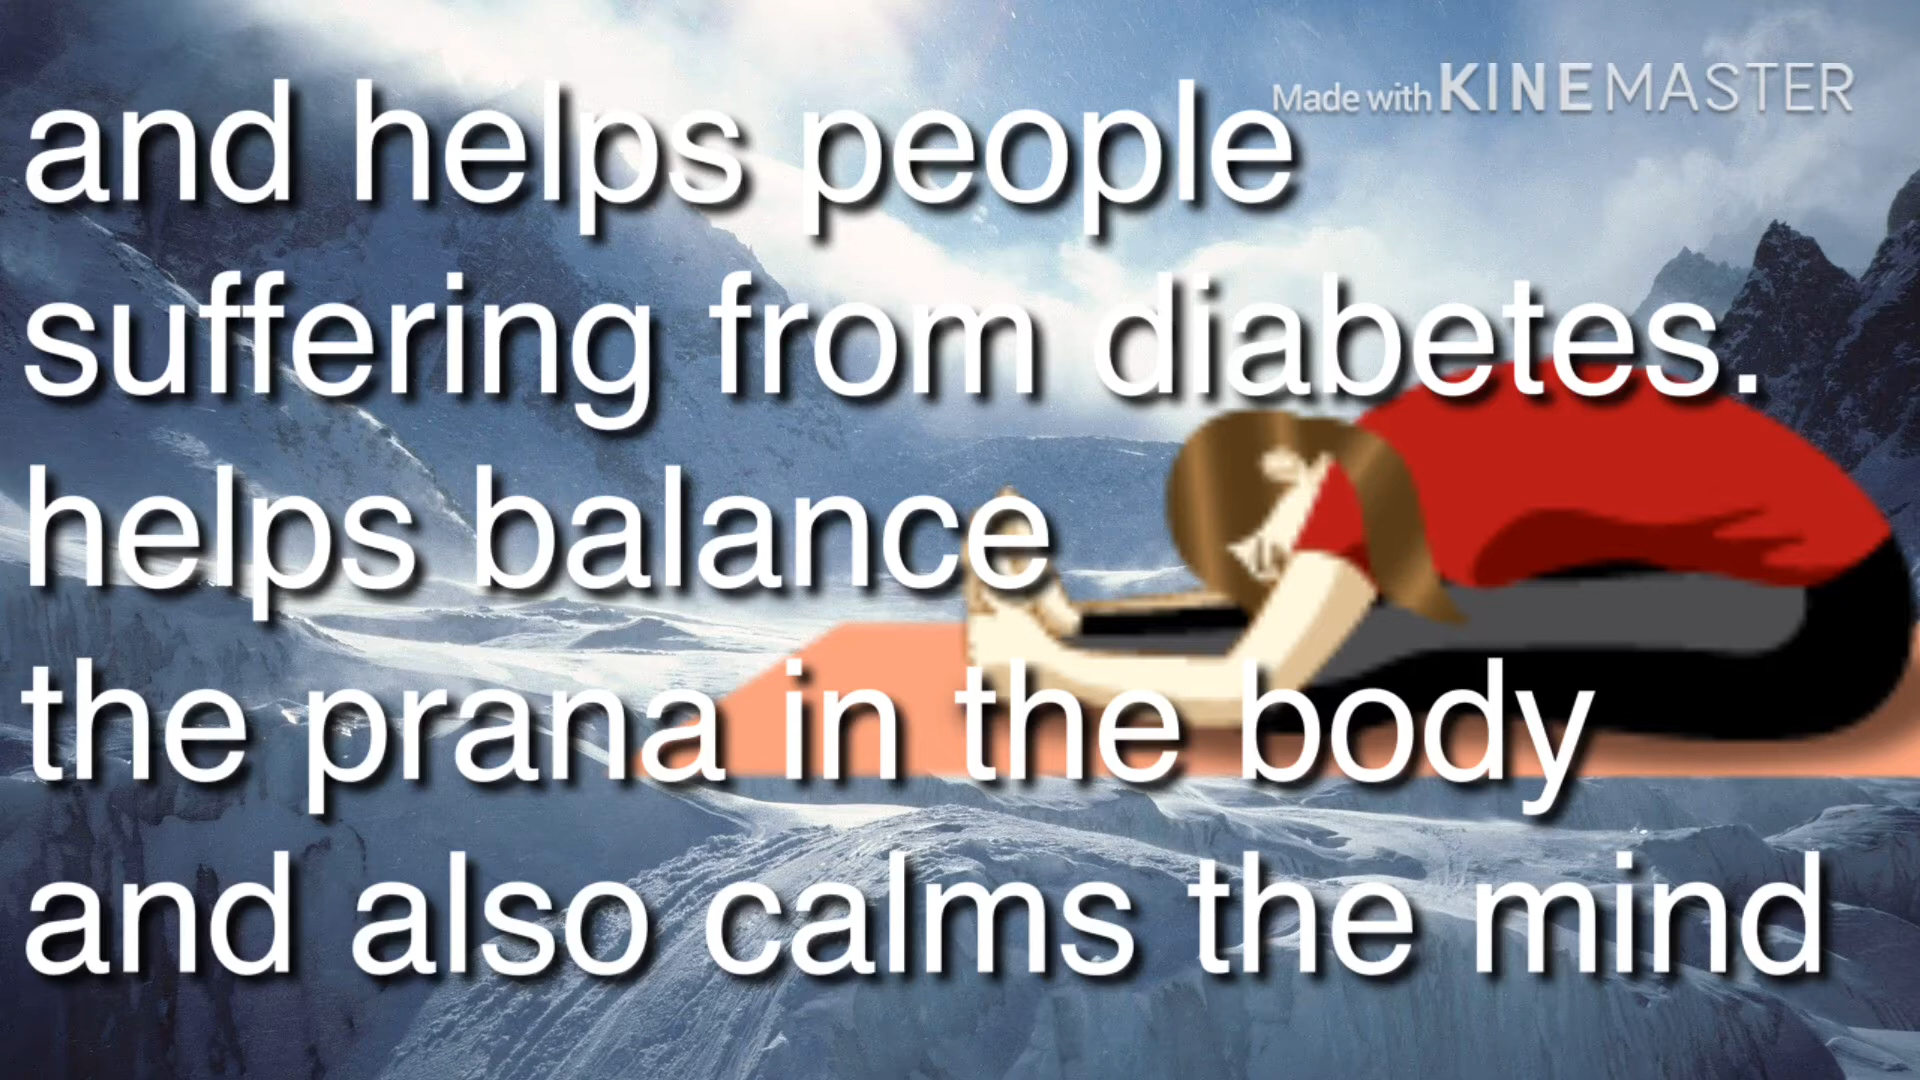 Made with KINEMASTER
and helps people
suffering from diabetes.
helps balance
the prana in the body
and also calms the mind